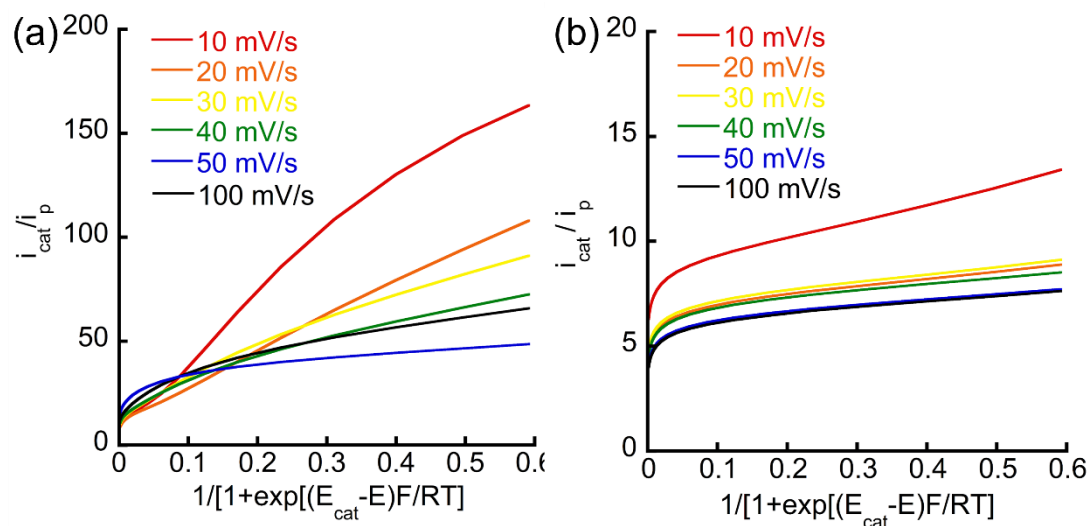 (a)
200
150
100
50
0
i_cat/i_p
10 mV/s
20 mV/s
30 mV/s
40 mV/s
50 mV/s
100 mV/s
0 0.1 0.2 0.3 0.4 0.5 0.6
1/[1+exp[(E_cat-E)F/RT]
(b)
20
15
10
5
0
i_cat / i_p
10 mV/s
20 mV/s
30 mV/s
40 mV/s
50 mV/s
100 mV/s
0 0.1 0.2 0.3 0.4 0.5 0.6
1/[1+exp[(E_cat-E)F/RT]